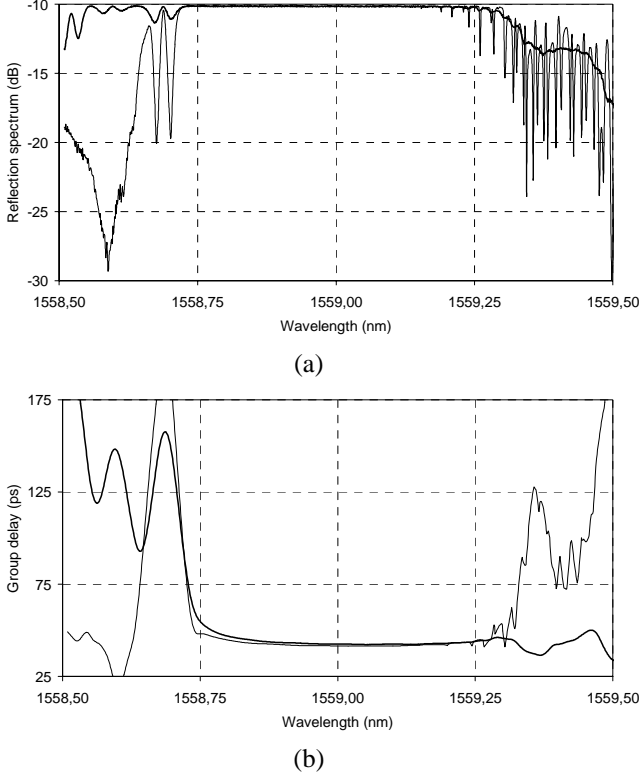 -10
-15
-20
-25
-30
Reflection spectrum (dB)
1558,50 1558,75 1559,00 1559,25 1559,50
Wavelength (nm)
(a)
175
125
75
25
Group delay (ps)
1558,50 1558,75 1559,00 1559,25 1559,50
Wavelength (nm)
(b)